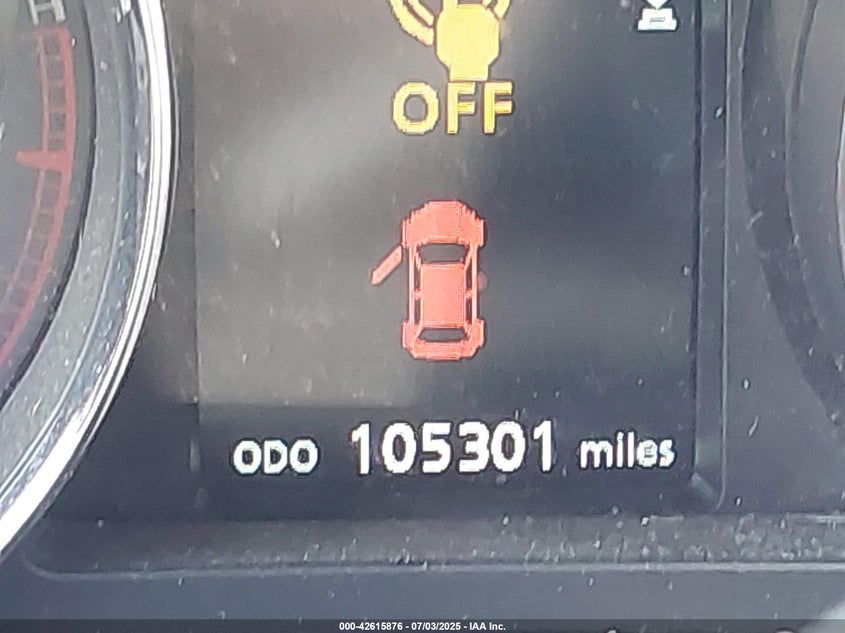 H
OFF
ODO 105301 miles
000-42615876 - 07/03/2025 - IAA Inc.